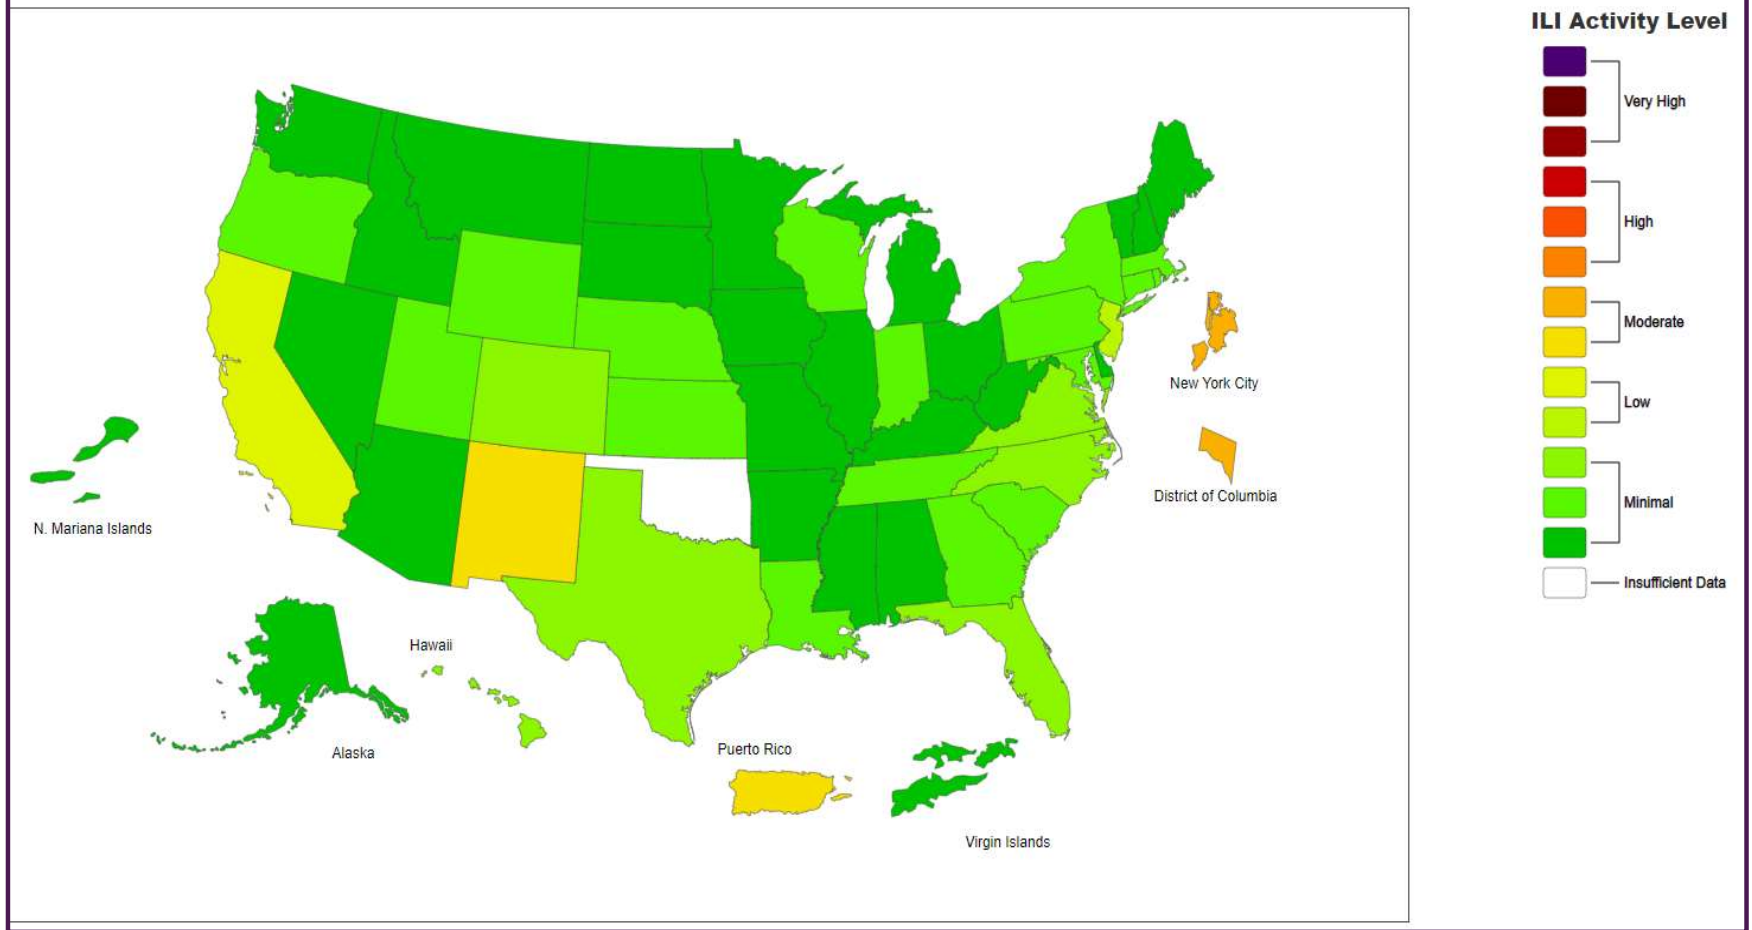 ILI Activity Level
Very High
High
Moderate
Low
Minimal
Insufficient Data
New York City
District of Columbia
N. Mariana Islands
Hawaii
Alaska
Puerto Rico
Virgin Islands